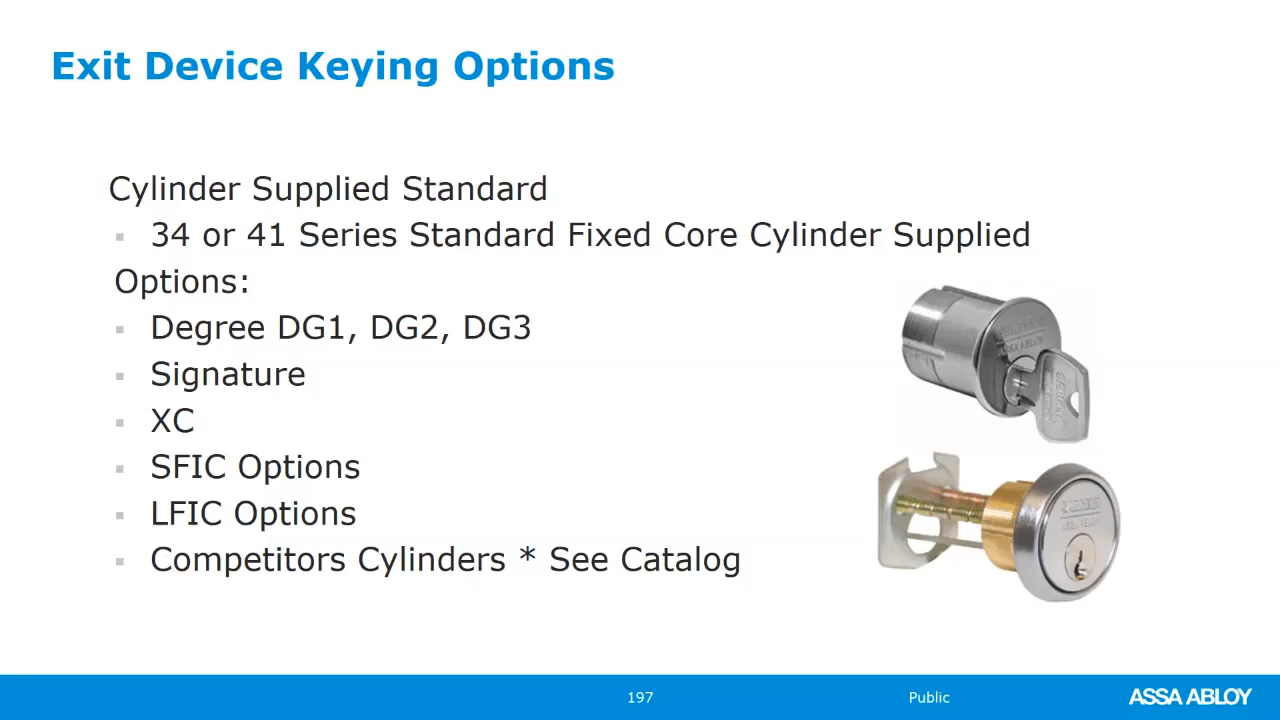 Exit Device Keying Options
Cylinder Supplied Standard
34 or 41 Series Standard Fixed Core Cylinder Supplied
Options:
Degree DG1, DG2, DG3
Signature
XC
SFIC Options
LFIC Options
Competitors Cylinders * See Catalog
197
Public
ASSA ABLOY